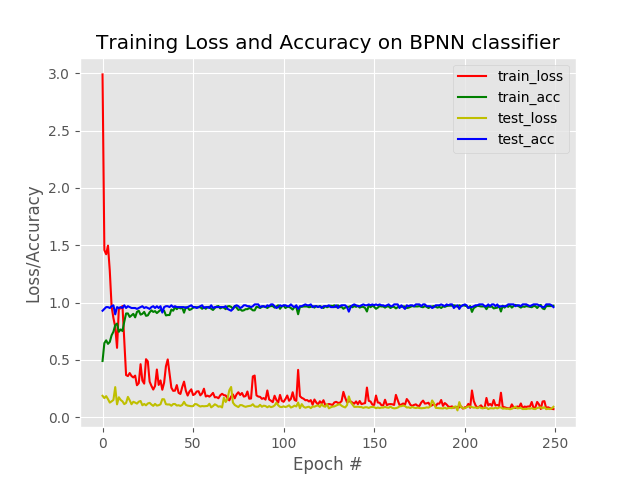 Training Loss and Accuracy on BPNN classifier
3.0
2.5
2.0
1.5
1.0
0.5
0.0
Loss/Accuracy
train_loss
train_acc
test_loss
test_acc
0 50 100 150 200 250
Epoch #